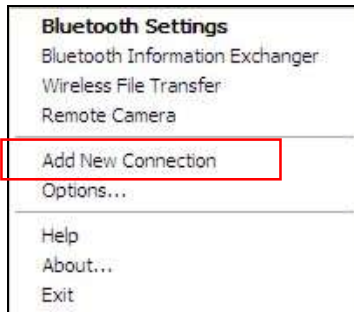 Bluetooth Settings
Bluetooth Information Exchanger
Wireless File Transfer
Remote Camera
Add New Connection
Options...
Help
About...
Exit